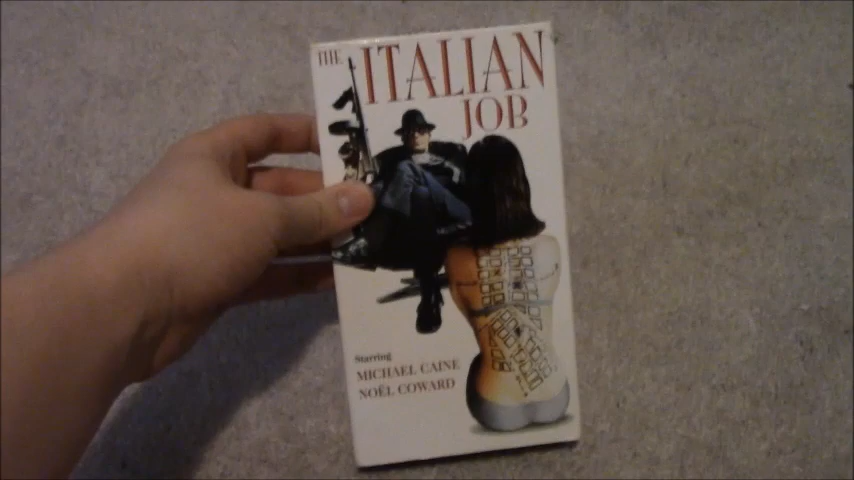 THE ITALIAN
JOB
Starring
MICHAEL CAINE
NOËL COWARD